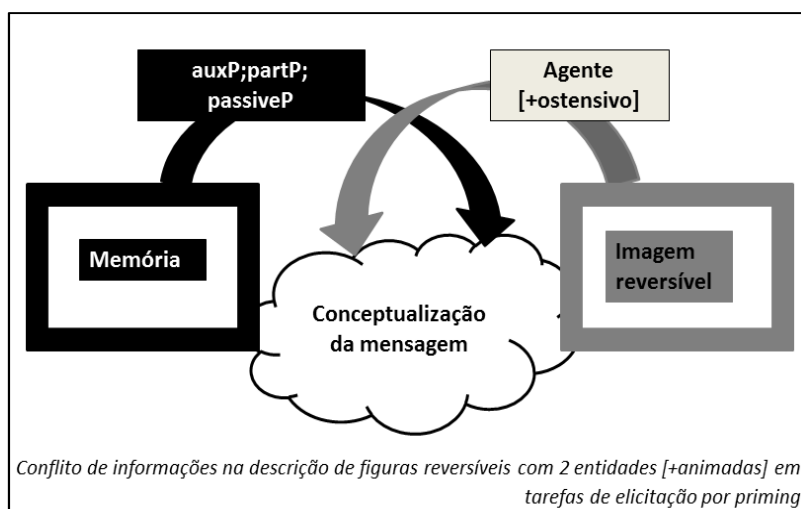 auxP;partP;
passiveP
Agente
[+ostensivo]
Memória
Imagem
reversível
Conceptualização
da mensagem
Conflito de informações na descrição de figuras reversíveis com 2 entidades [+animadas] em
tarefas de elicitação por priming